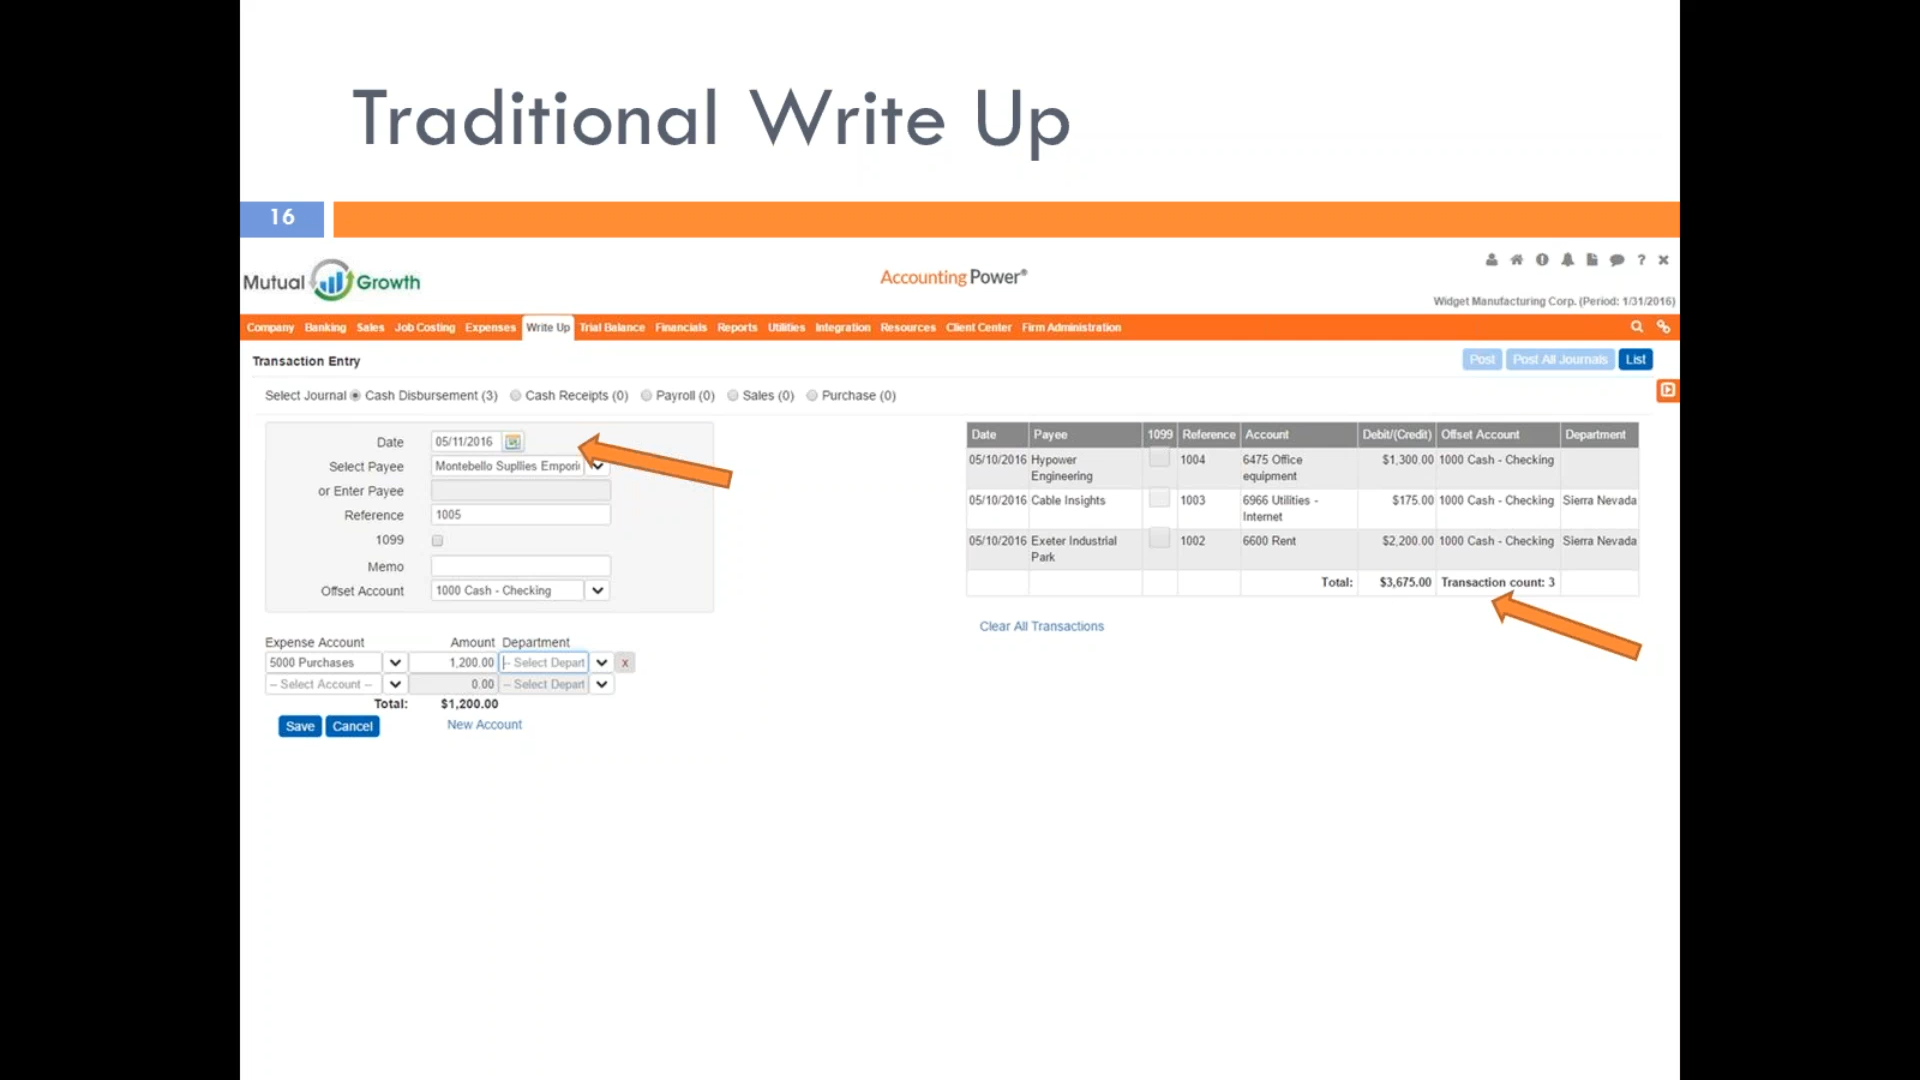 Traditional Write Up
16
Mutual Growth
Accounting Power®
Widget Manufacturing Corp. (Period: 1/31/2016)
Company Banking Sales Job Costing Expenses Write Up Trial Balance Financials Reports Utilities Integration Resources Client Center Firm Administration
Transaction Entry
Post Post All Journals List
Select Journal Cash Disbursement (3) Cash Receipts (0) Payroll (0) Sales (0) Purchase (0)
Date 05/11/2016
Select Payee Montebello Supllies Empori
or Enter Payee
Reference 1005
1099
Memo
Offset Account 1000 Cash - Checking
Expense Account Amount Department
5000 Purchases 1,200.00 -- Select Depart x
-- Select Account -- 0.00 -- Select Depart
Total: $1,200.00
Save Cancel New Account
Date Payee 1099 Reference Account Debit/(Credit) Offset Account Department
05/10/2016 Hypower 1004 6475 Office $1,300.00 1000 Cash - Checking
Engineering equipment
05/10/2016 Cable Insights 1003 6966 Utilities - $175.00 1000 Cash - Checking Sierra Nevada
Internet
05/10/2016 Exeter Industrial 1002 6600 Rent $2,200.00 1000 Cash - Checking Sierra Nevada
Park
Total: $3,675.00 Transaction count: 3
Clear All Transactions